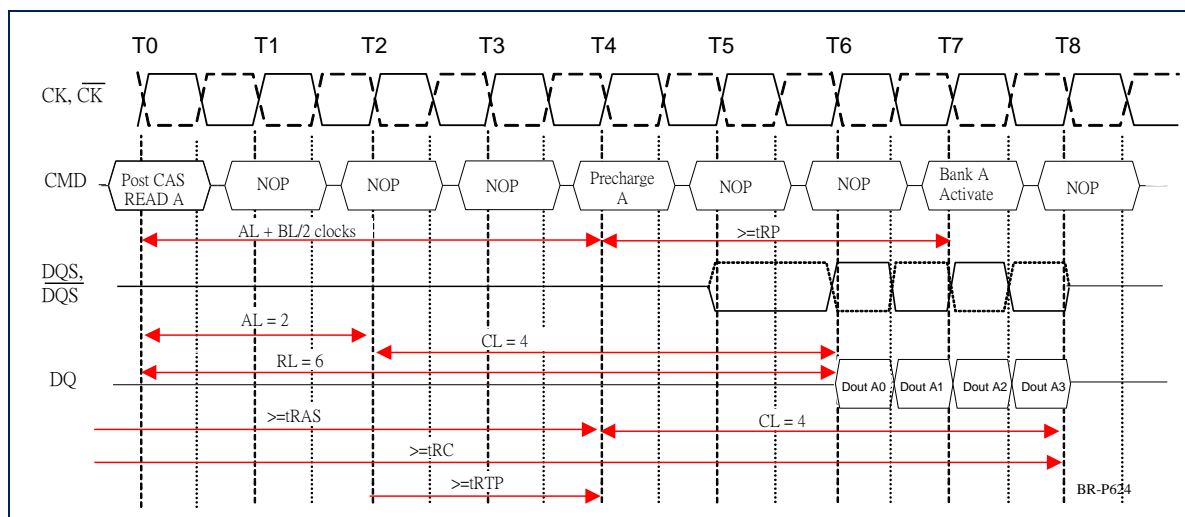 T0 T1 T2 T3 T4 T5 T6 T7 T8
CK, CK
CMD Post CAS READ A NOP NOP NOP Precharge A NOP NOP Bank A Activate NOP
AL + BL/2 clocks >=tRP
DQS,
DQS
AL = 2
CL = 4
RL = 6
DQ Dout A0 Dout A1 Dout A2 Dout A3
>=tRAS CL = 4
>=tRC
>=tRTP
BR-P624